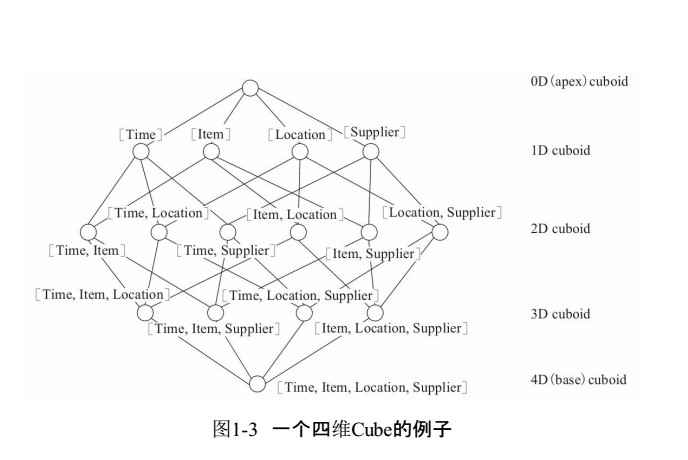 0D(apex)cuboid
[Time]
[Item]
[Location]
[Supplier]
1D cuboid
[Time, Location]
[Item, Location]
[Location, Supplier]
2D cuboid
[Time, Item]
[Time, Supplier]
[Item, Supplier]
[Time, Item, Location]
[Time, Location, Supplier]
3D cuboid
[Time, Item, Supplier]
[Item, Location, Supplier]
4D(base)cuboid
[Time, Item, Location, Supplier]
图1-3 一个四维Cube的例子